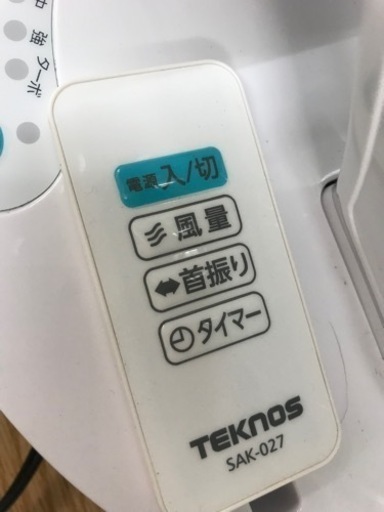 中
強
ターボ
電源 入/切
風量
首振り
タイマー
TEKNOS
SAK-027